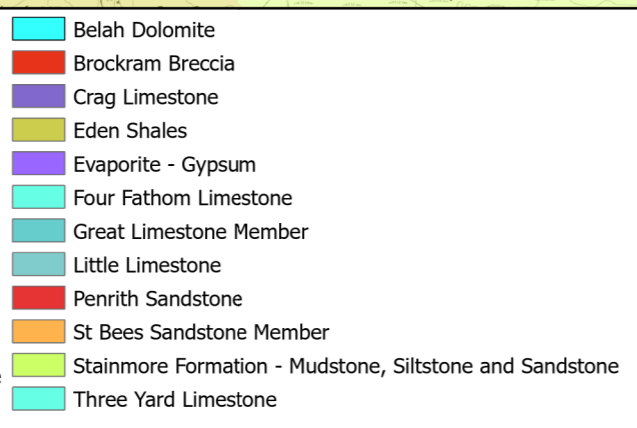 Belah Dolomite
Brockram Breccia
Crag Limestone
Eden Shales
Evaporite - Gypsum
Four Fathom Limestone
Great Limestone Member
Little Limestone
Penrith Sandstone
St Bees Sandstone Member
Stainmore Formation - Mudstone, Siltstone and Sandstone
Three Yard Limestone